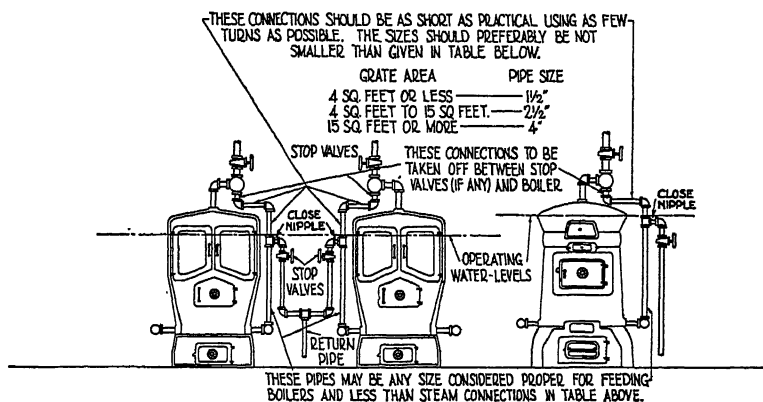 THESE CONNECTIONS SHOULD BE AS SHORT AS PRACTICAL USING AS FEW
TURNS AS POSSIBLE. THE SIZES SHOULD PREFERABLY BE NOT
SMALLER THAN GIVEN IN TABLE BELOW.
GRATE AREA PIPE SIZE
4 SQ. FEET OR LESS 1½"
4 SQ. FEET TO 15 SQ FEET. 2½"
15 SQ. FEET OR MORE 4"
STOP VALVES
THESE CONNECTIONS TO BE
TAKEN OFF BETWEEN STOP
VALVES (IF ANY) AND BOILER.
CLOSE
NIPPLE
CLOSE
NIPPLE
OPERATING
WATER-LEVELS
STOP
VALVES
RETURN
PIPE
THESE PIPES MAY BE ANY SIZE CONSIDERED PROPER FOR FEEDING
BOILERS AND LESS THAN STEAM CONNECTIONS IN TABLE ABOVE.